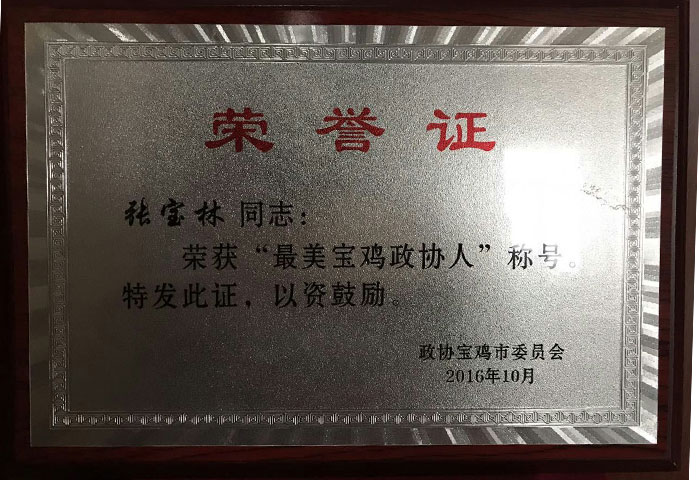 荣誉证
张宝林 同志：
荣获“最美宝鸡政协人”称号。
特发此证，以资鼓励。
政协宝鸡市委员会
2016年10月